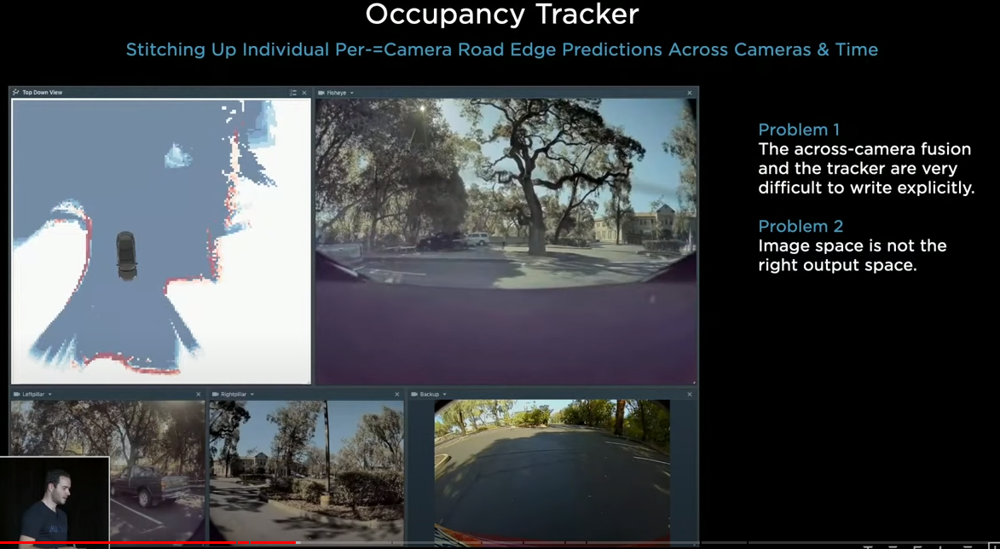 Occupancy Tracker
Stitching Up Individual Per-=Camera Road Edge Predictions Across Cameras & Time
Top Down View
Fisheye
Problem 1
The across-camera fusion
and the tracker are very
difficult to write explicitly.
Problem 2
Image space is not the
right output space.
Leftpillar
Rightpillar
Backup